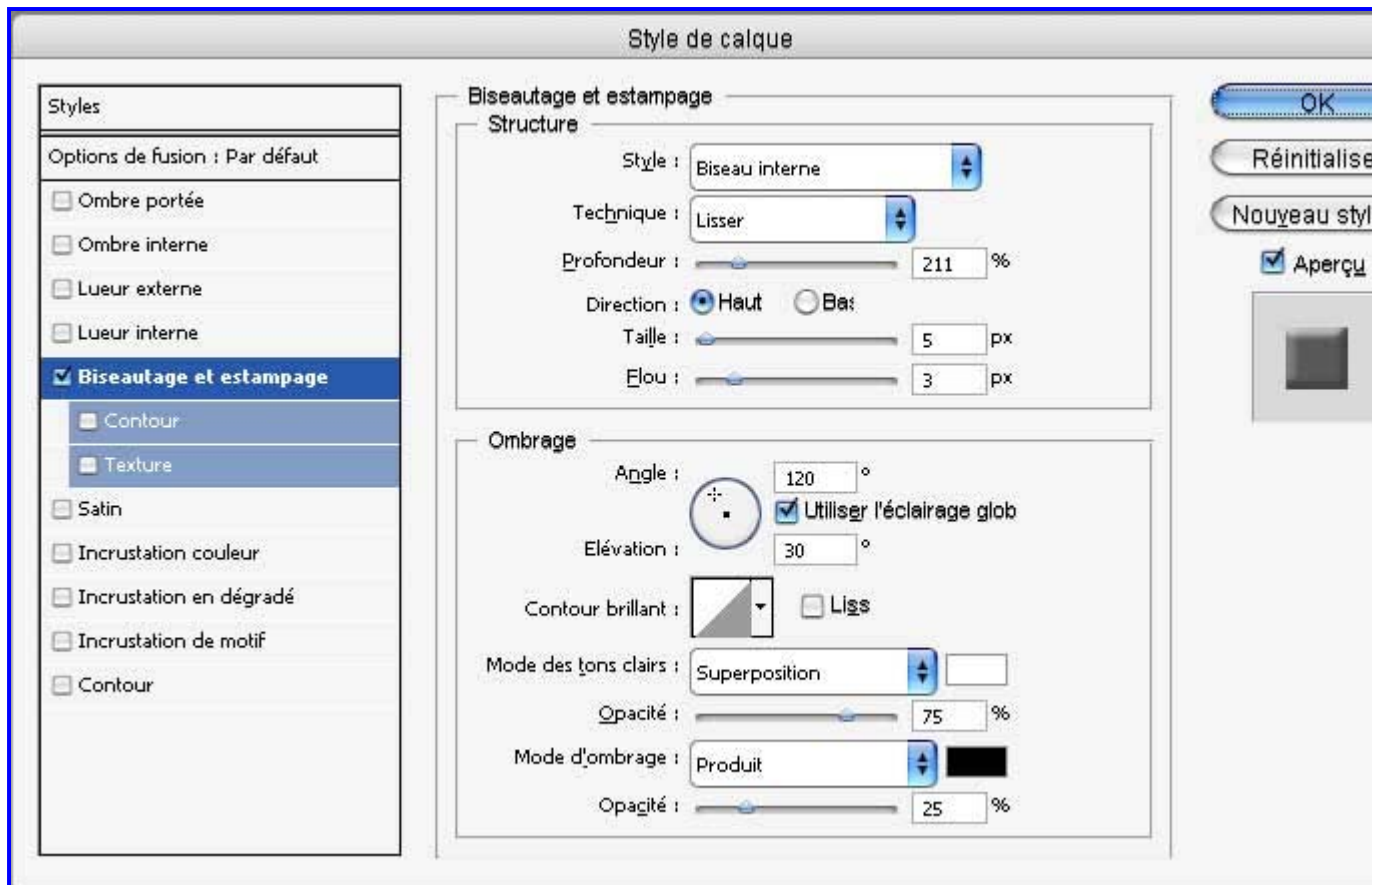 Style de calque
Styles
Options de fusion : Par défaut
Ombre portée
Ombre interne
Lueur externe
Lueur interne
Biseautage et estampage
Contour
Texture
Satin
Incrustation couleur
Incrustation en dégradé
Incrustation de motif
Contour
Biseautage et estampage
Structure
Style : Biseau interne
Technique : Lisser
Profondeur : 211 %
Direction : Haut Bas
Taille : 5 px
Flou : 3 px
Ombrage
Angle : 120 °
Utiliser l'éclairage glob
Elévation : 30 °
Contour brillant : Liss
Mode des tons clairs : Superposition
Opacité : 75 %
Mode d'ombrage : Produit
Opacité : 25 %
OK
Réinitialise
Nouveau styl
Aperçu